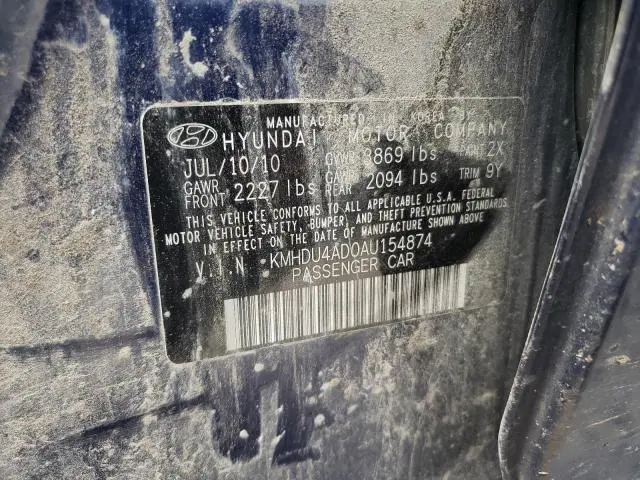 MANUFACTURED KOREA
HYUNDAI MOTOR COMPANY
JUL/10/10 GVWR 3869 lbs PAINT 2X
GAWR FRONT 2227 lbs GAWR REAR 2094 lbs TRIM 9Y
THIS VEHICLE CONFORMS TO ALL APPLICABLE U.S.A. FEDERAL
MOTOR VEHICLE SAFETY, BUMPER, AND THEFT PREVENTION STANDARDS
IN EFFECT ON THE DATE OF MANUFACTURE SHOWN ABOVE.
V.I.N : KMHDU4AD0AU154874
PASSENGER CAR